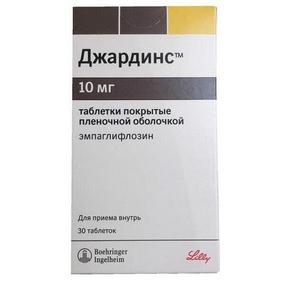 Джардинс™
10 мг
таблетки покрытые
пленочной оболочкой
эмпаглифлозин
Для приема внутрь
30 таблеток
Boehringer
Ingelheim
Lilly